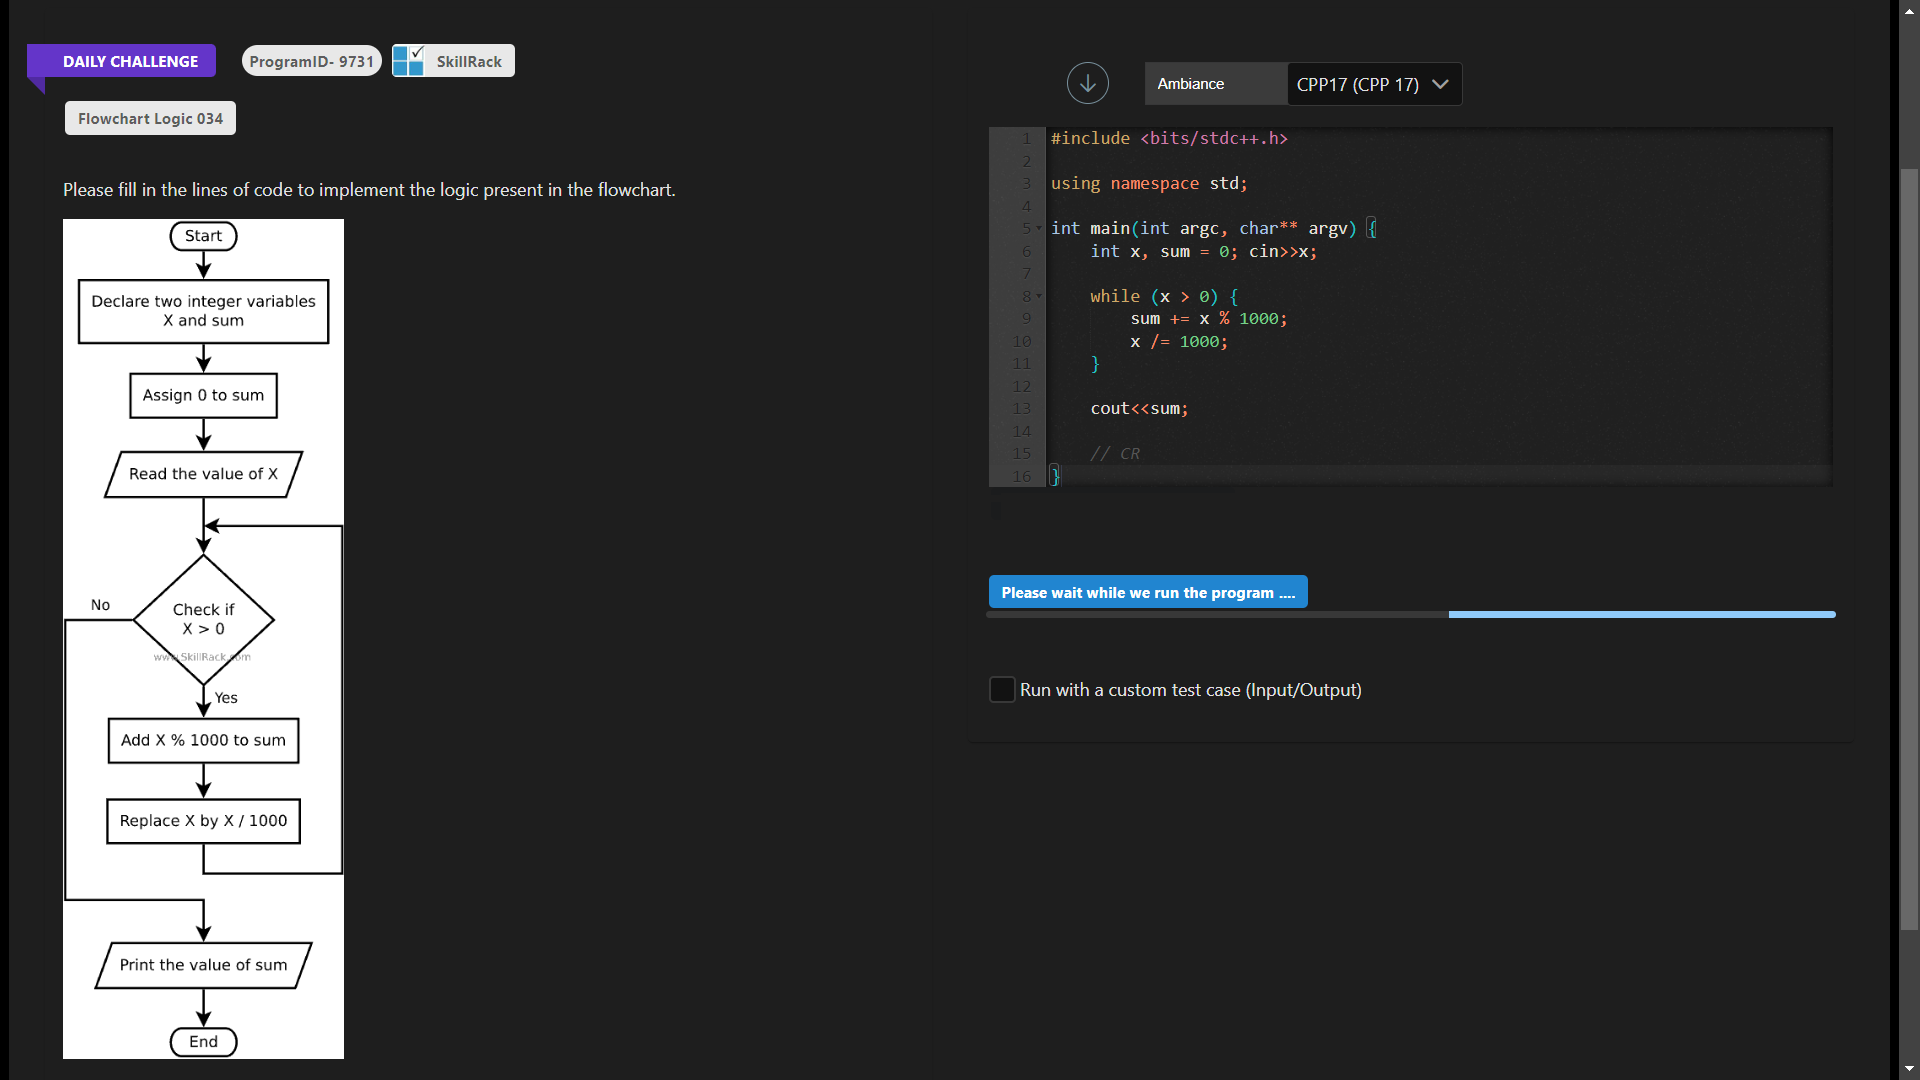 DAILY CHALLENGE
ProgramID- 9731
SkillRack
Flowchart Logic 034
Please fill in the lines of code to implement the logic present in the flowchart.
Start
Declare two integer variables
X and sum
Assign 0 to sum
Read the value of X
Check if
X > 0
No
www.SkillRack.com
Yes
Add X % 1000 to sum
Replace X by X / 1000
Print the value of sum
End
Ambiance
CPP17 (CPP 17)
1 #include <bits/stdc++.h>
2
3 using namespace std;
4
5 int main(int argc, char** argv) {
6 int x, sum = 0; cin>>x;
7
8 while (x > 0) {
9 sum += x % 1000;
10 x /= 1000;
11 }
12
13 cout<<sum;
14
15 // CR
16 }
Please wait while we run the program ....
Run with a custom test case (Input/Output)